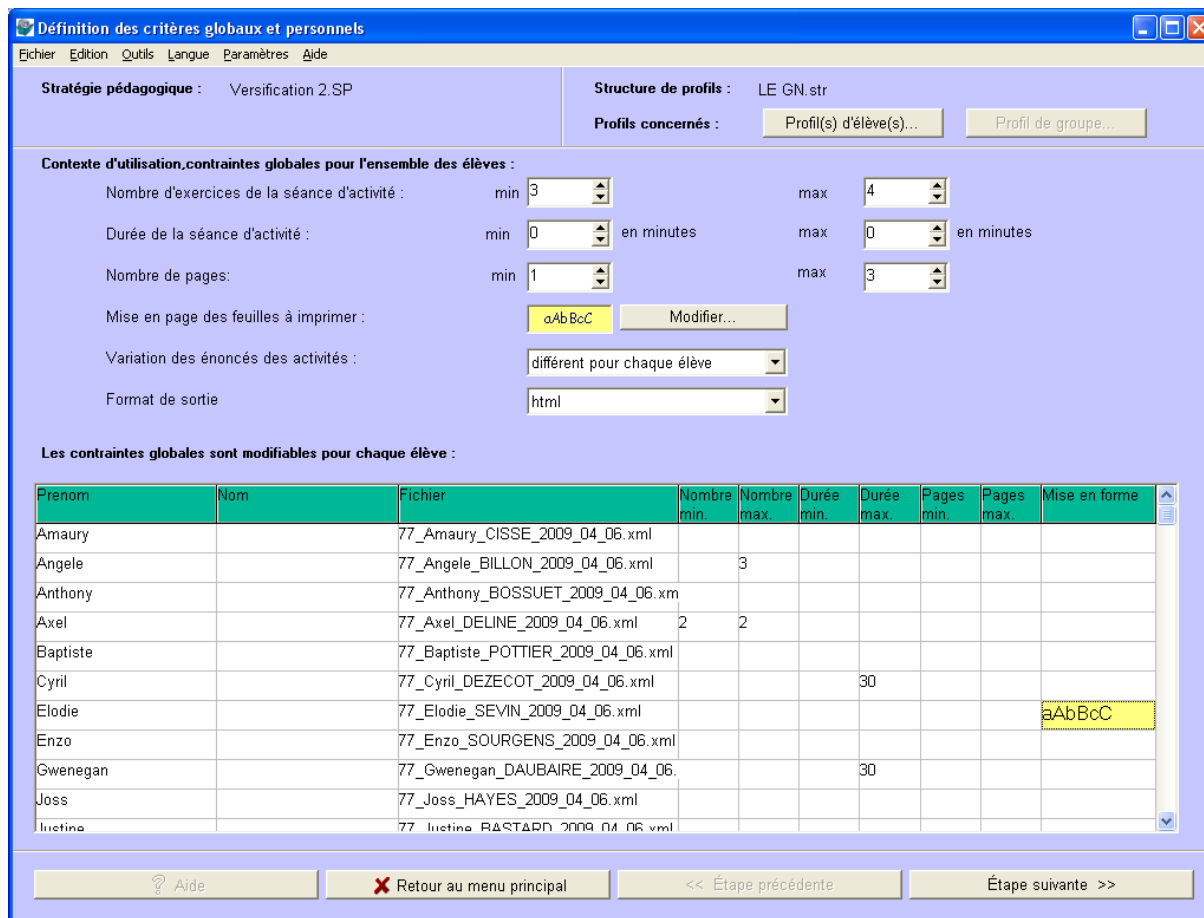 Définition des critères globaux et personnels
Fichier Edition Outils Langue Paramètres Aide
Stratégie pédagogique : Versification 2.SP Structure de profils : LE GN.str
Profils concernés : Profil(s) d'élève(s)... Profil de groupe...
Contexte d'utilisation,contraintes globales pour l'ensemble des élèves :
Nombre d'exercices de la séance d'activité : min 3 max 4
Durée de la séance d'activité : min 0 en minutes max 0 en minutes
Nombre de pages: min 1 max 3
Mise en page des feuilles à imprimer : aAbBcC Modifier...
Variation des énoncés des activités : différent pour chaque élève
Format de sortie html
Les contraintes globales sont modifiables pour chaque élève :
Prenom Nom Fichier Nombre min. Nombre max. Durée min. Durée max. Pages min. Pages max. Mise en forme
Amaury 77_Amaury_CISSE_2009_04_06.xml
Angele 77_Angele_BILLON_2009_04_06.xml 3
Anthony 77_Anthony_BOSSUET_2009_04_06.xm
Axel 77_Axel_DELINE_2009_04_06.xml 2 2
Baptiste 77_Baptiste_POTTIER_2009_04_06.xml
Cyril 77_Cyril_DEZECOT_2009_04_06.xml 30
Elodie 77_Elodie_SEVIN_2009_04_06.xml aAbBcC
Enzo 77_Enzo_SOURGENS_2009_04_06.xml
Gwenegan 77_Gwenegan_DAUBAIRE_2009_04_06. 30
Joss 77_Joss_HAYES_2009_04_06.xml
Justine 77_Justine_BASTARD_2009_04_06.xml
? Aide Retour au menu principal << Étape précédente Étape suivante >>